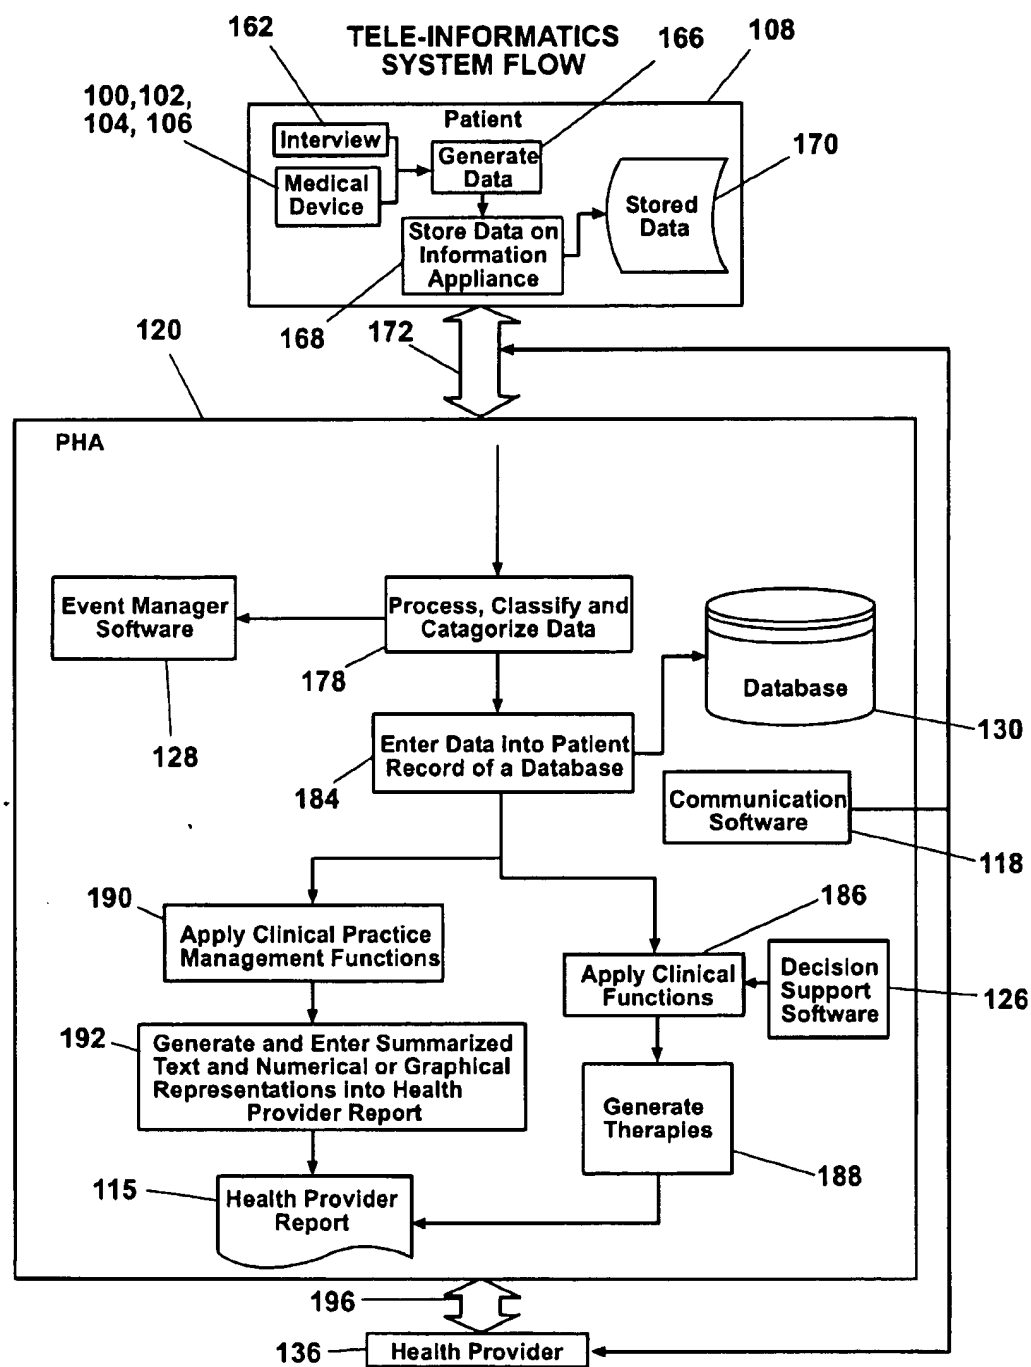 TELE-INFORMATICS
SYSTEM FLOW
162
166
108
100,102,
104, 106
Patient
Interview
Medical
Device
Generate
Data
170
Stored
Data
Store Data on
Information
Appliance
168
172
120
PHA
Event Manager
Software
128
Process, Classify and
Catagorize Data
178
Database
130
Enter Data into Patient
Record of a Database
184
Communication
Software
118
190
Apply Clinical Practice
Management Functions
186
Apply Clinical
Functions
Decision
Support
Software
126
192
Generate and Enter Summarized
Text and Numerical or Graphical
Representations into Health
Provider Report
Generate
Therapies
188
115
Health Provider
Report
196
136
Health Provider